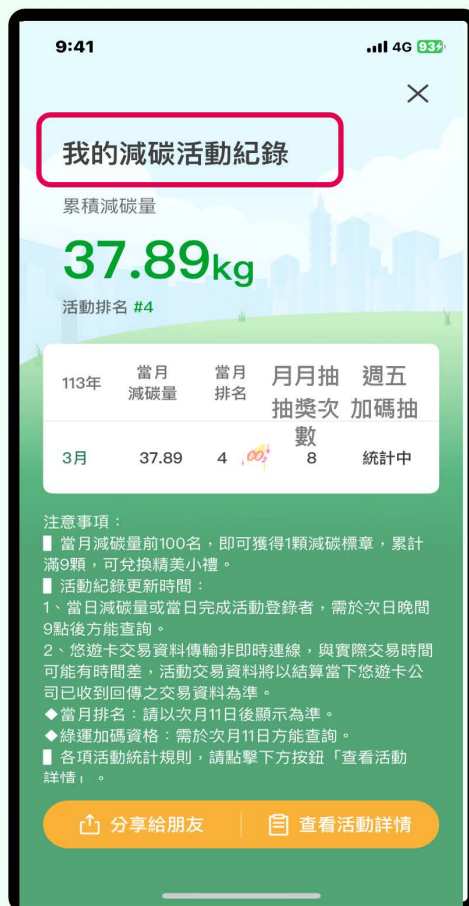 9:41
4G 93
我的減碳活動紀錄
累積減碳量
37.89kg
活動排名 #4
113年
當月
減碳量
當月
排名
月月抽
抽獎次
數
週五
加碼抽
3月 37.89 4 CO₂ 8 統計中
注意事項：
▋當月減碳量前100名，即可獲得1顆減碳標章，累計
滿9顆，可兌換精美小禮。
▋活動紀錄更新時間：
1、當日減碳量或當日完成活動登錄者，需於次日晚間
9點後方能查詢。
2、悠遊卡交易資料傳輸非即時連線，與實際交易時間
可能有時間差，活動交易資料將以結算當下悠遊卡公
司已收到回傳之交易資料為準。
◆當月排名：請以次月11日後顯示為準。
◆綠運加碼資格：需於次月11日方能查詢。
▋各項活動統計規則，請點擊下方按鈕「查看活動
詳情」。
分享給朋友
查看活動詳情